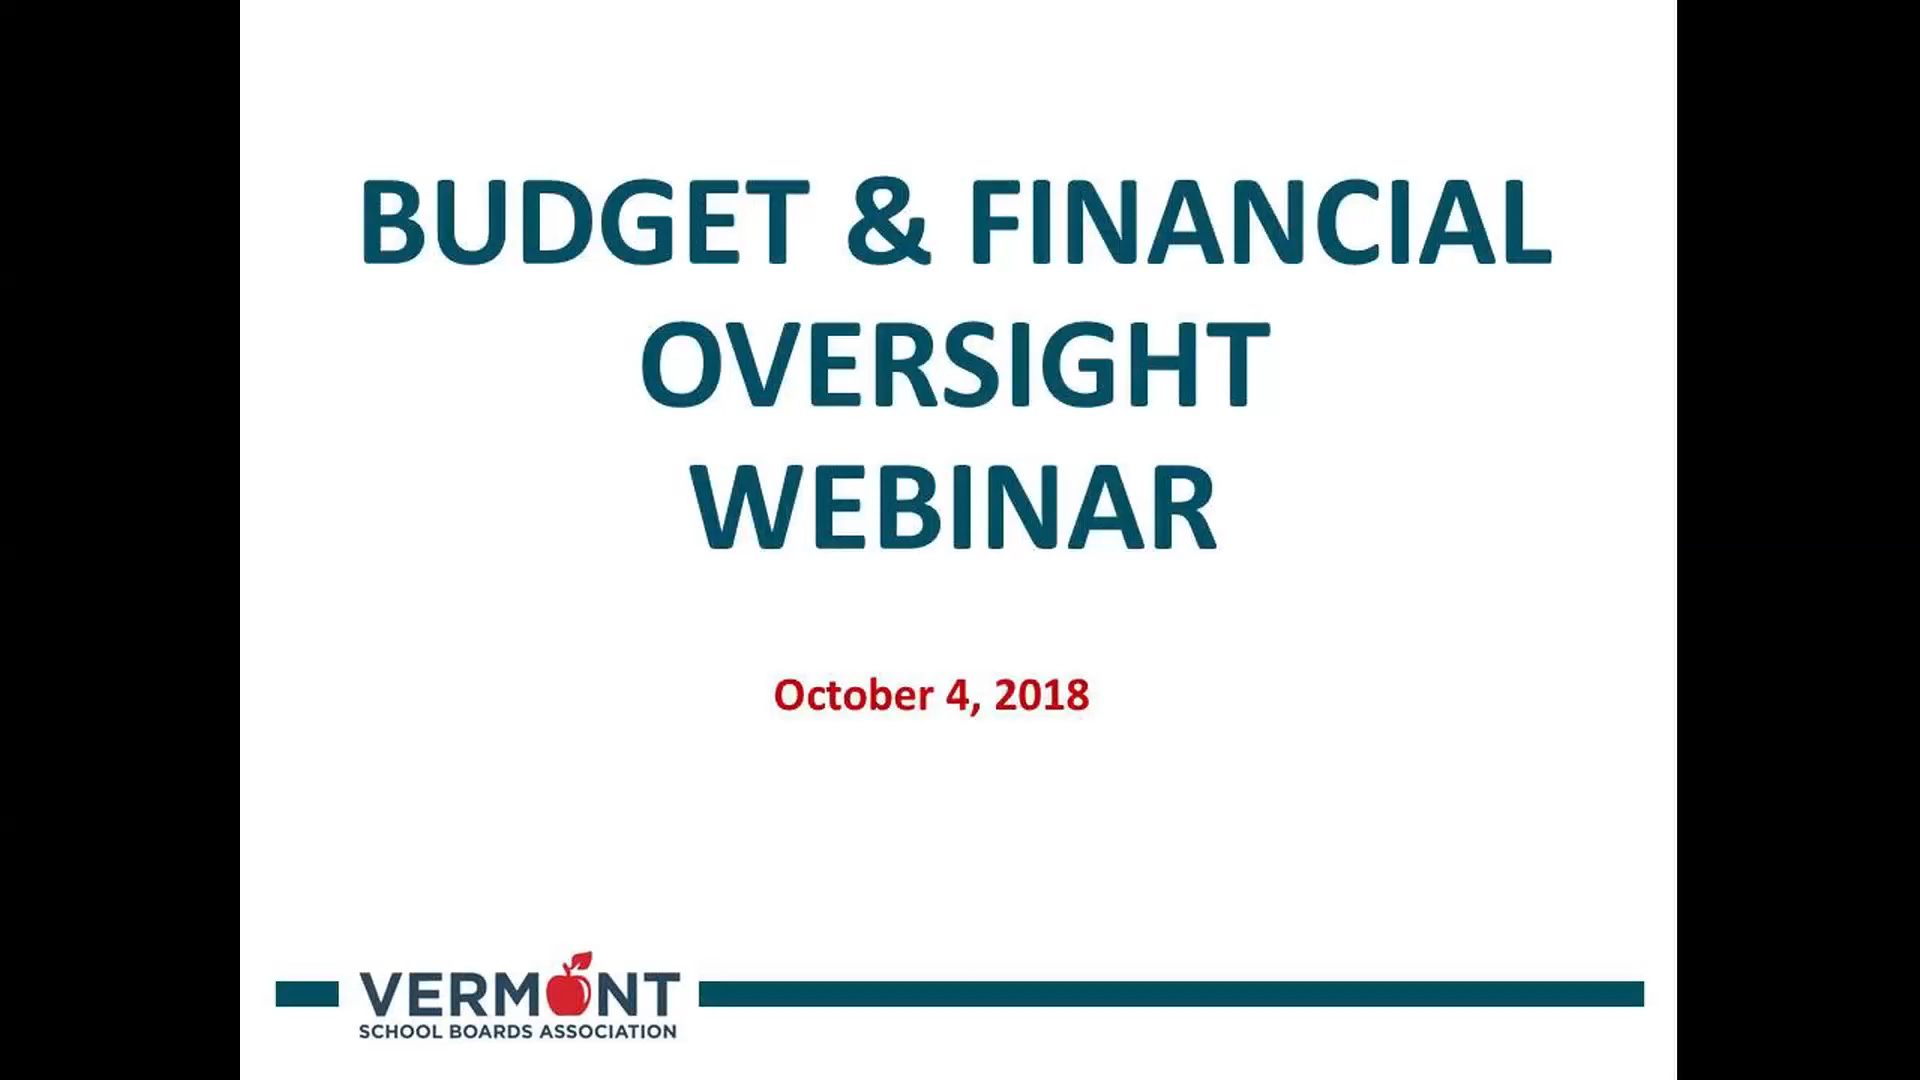 BUDGET & FINANCIAL
OVERSIGHT
WEBINAR
October 4, 2018
VERMONT
SCHOOL BOARDS ASSOCIATION